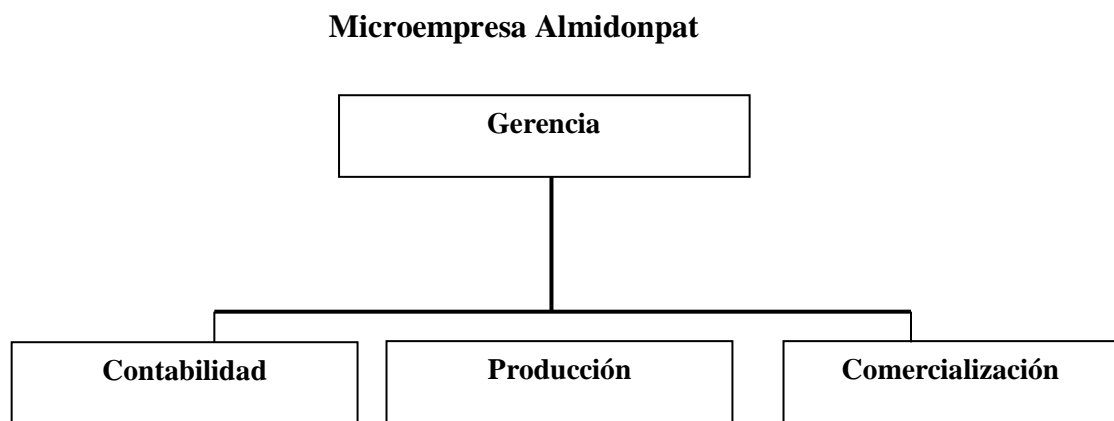 Microempresa Almidonpat
Gerencia
Contabilidad
Producción
Comercialización